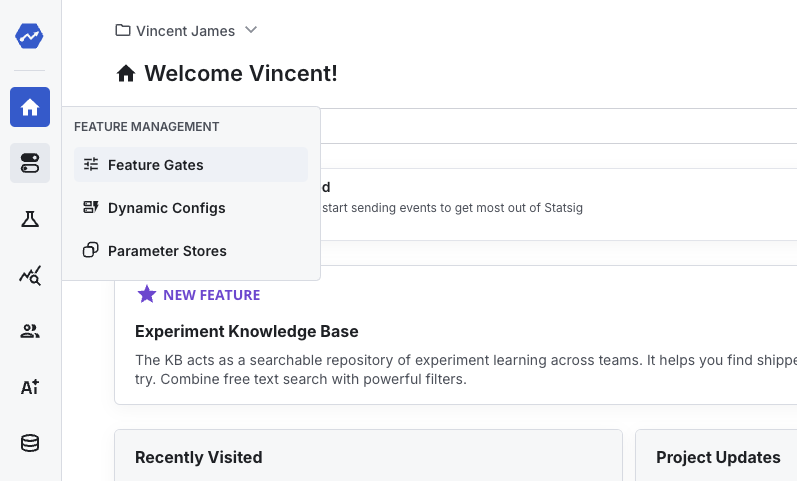 Vincent James
Welcome Vincent!
FEATURE MANAGEMENT
Feature Gates
Dynamic Configs
Parameter Stores
d
start sending events to get most out of Statsig
NEW FEATURE
Experiment Knowledge Base
The KB acts as a searchable repository of experiment learning across teams. It helps you find shippe
try. Combine free text search with powerful filters.
Ai
Recently Visited
Project Updates